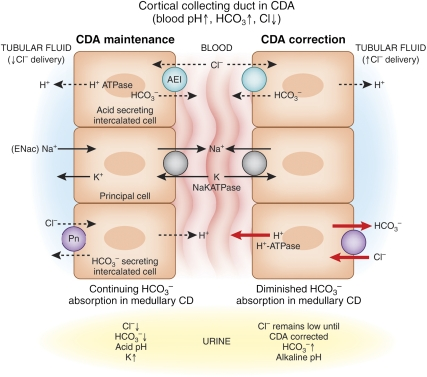 Cortical collecting duct in CDA
(blood pH↑, HCO₃⁻↑, Cl↓)
TUBULAR FLUID
(↓Cl⁻ delivery)
CDA maintenance
BLOOD
CDA correction
TUBULAR FLUID
(↑Cl⁻ delivery)
Cl⁻
AEI
H⁺
H⁺ ATPase
HCO₃⁻
HCO₃⁻
H⁺
Acid secreting
intercalated cell
(ENac) Na⁺
Na⁺
K⁺
K
NaKATPase
Principal cell
Cl⁻
Pn
H⁺
H⁺
H⁺-ATPase
HCO₃⁻
Cl⁻
HCO₃⁻ secreting
intercalated cell
Continuing HCO₃⁻
absorption in medullary CD
Diminished HCO₃⁻
absorption in medullary CD
Cl⁻↓
HCO₃⁻↓
Acid pH
K↑
URINE
Cl⁻ remains low until
CDA corrected
HCO₃⁻↑
Alkaline pH